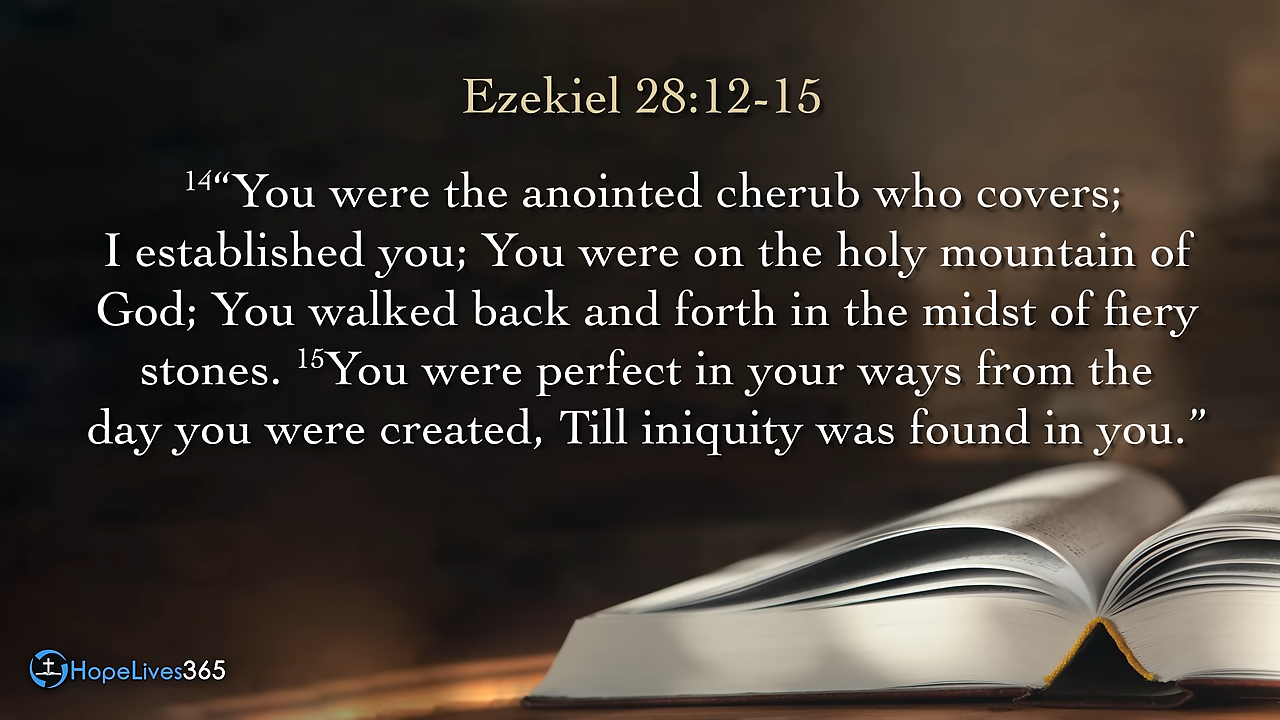 Ezekiel 28:12-15
¹⁴“You were the anointed cherub who covers;
I established you; You were on the holy mountain of
God; You walked back and forth in the midst of fiery
stones. ¹⁵You were perfect in your ways from the
day you were created, Till iniquity was found in you.”
HopeLives365